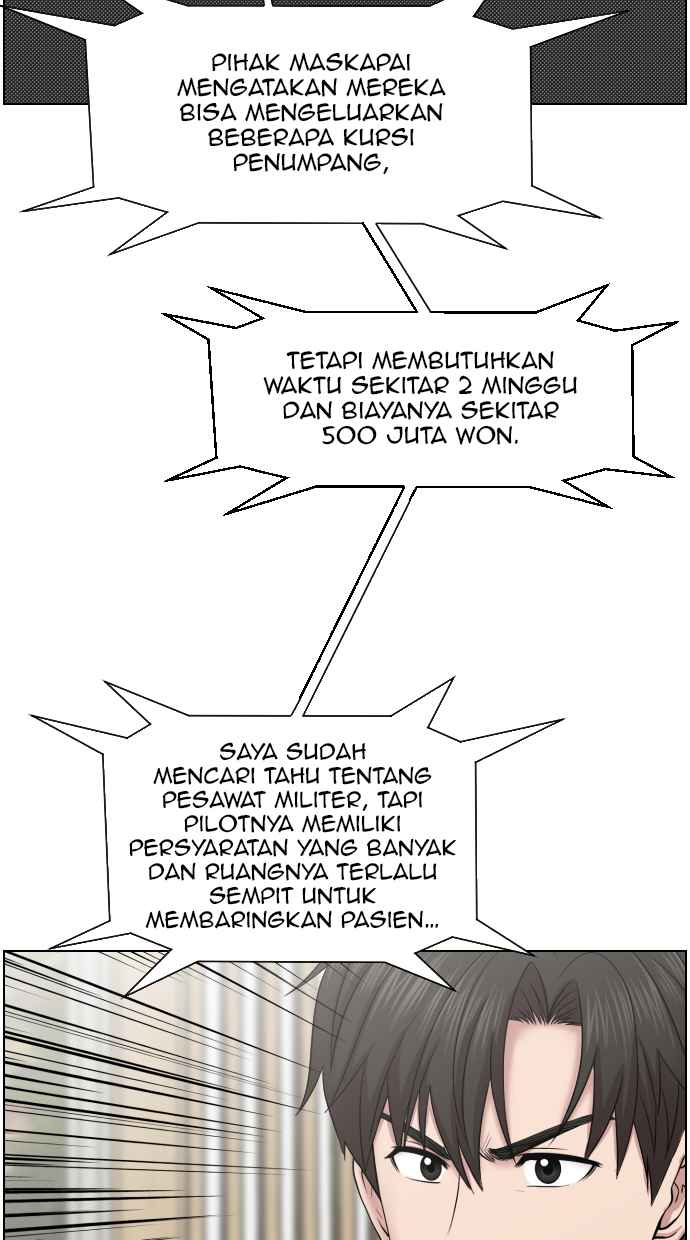 PIHAK MASKAPAI
MENGATAKAN MEREKA
BISA MENGELUARKAN
BEBERAPA KURSI
PENUMPANG,
TETAPI MEMBUTUHKAN
WAKTU SEKITAR 2 MINGGU
DAN BIAYANYA SEKITAR
500 JUTA WON.
SAYA SUDAH
MENCARI TAHU TENTANG
PESAWAT MILITER, TAPI
PILOTNYA MEMILIKI
PERSYARATAN YANG BANYAK
DAN RUANGNYA TERLALU
SEMPIT UNTUK
MEMBARINGKAN PASIEN...